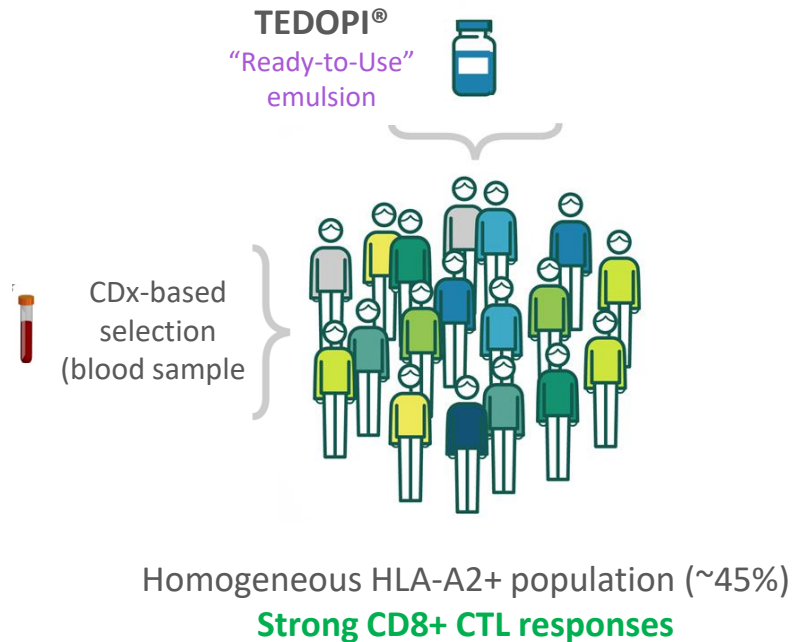 TEDOPI®
“Ready-to-Use”
emulsion
CDx-based
selection
(blood sample
Homogeneous HLA-A2+ population (~45%)
Strong CD8+ CTL responses